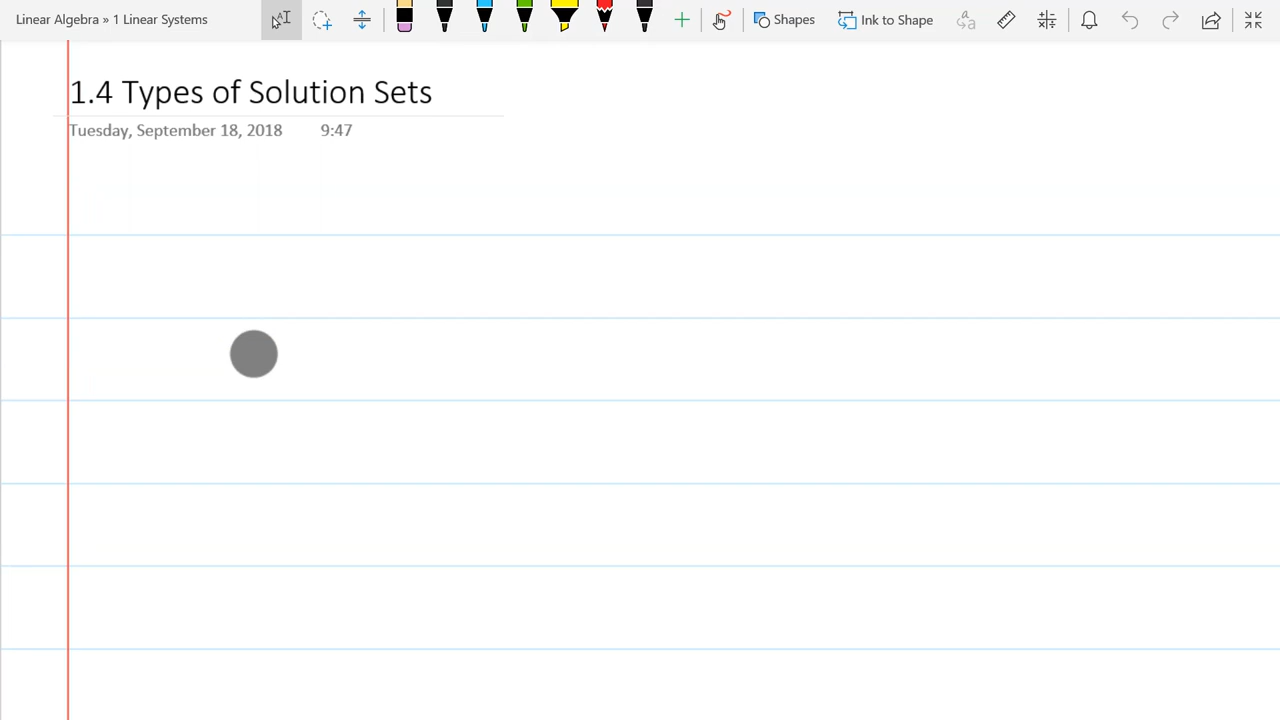 Linear Algebra » 1 Linear Systems
Shapes
Ink to Shape
1.4 Types of Solution Sets
Tuesday, September 18, 2018 9:47